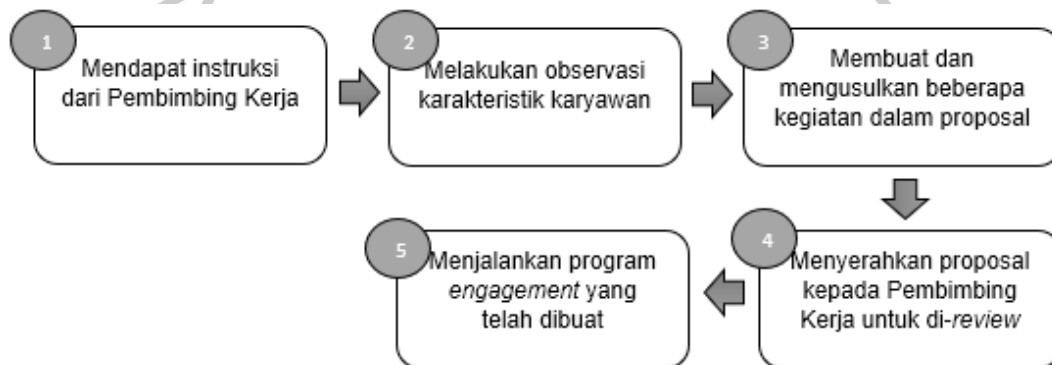 1
Mendapat instruksi
dari Pembimbing Kerja
2
Melakukan observasi
karakteristik karyawan
3
Membuat dan
mengusulkan beberapa
kegiatan dalam proposal
4
Menyerahkan proposal
kepada Pembimbing
Kerja untuk di-review
5
Menjalankan program
engagement yang
telah dibuat